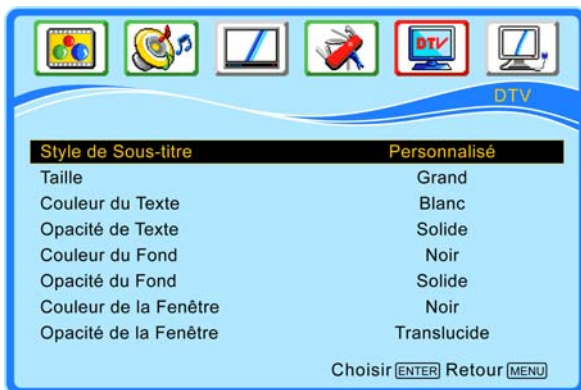 DTV
DTV
Style de Sous-titre Personnalisé
Taille Grand
Couleur du Texte Blanc
Opacité de Texte Solide
Couleur du Fond Noir
Opacité du Fond Solide
Couleur de la Fenêtre Noir
Opacité de la Fenêtre Translucide
Choisir ENTER Retour MENU